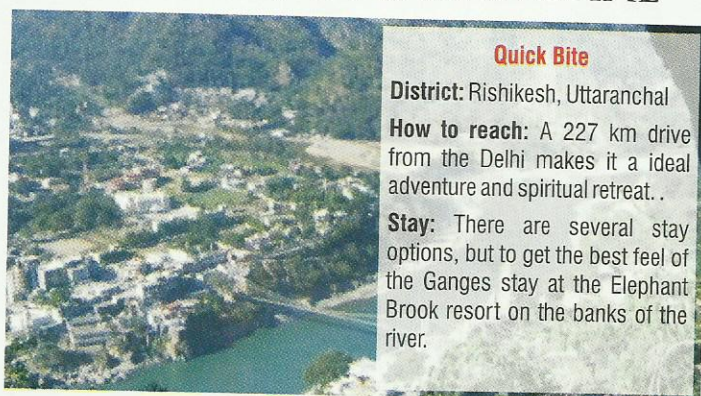 Quick Bite
District: Rishikesh, Uttaranchal
How to reach: A 227 km drive
from the Delhi makes it a ideal
adventure and spiritual retreat. .
Stay: There are several stay
options, but to get the best feel of
the Ganges stay at the Elephant
Brook resort on the banks of the
river.